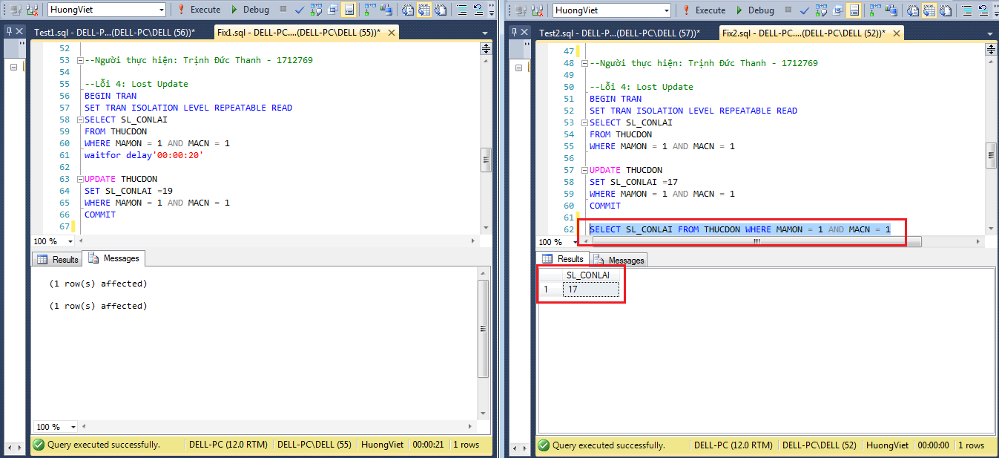 HuongViet
Execute
Debug
Test1.sql - DELL-P...(DELL-PC\DELL (56))*
Fix1.sql - DELL-PC....(DELL-PC\DELL (55))*
52
53 --Người thực hiện: Trịnh Đức Thanh - 1712769
54
55 --Lỗi 4: Lost Update
56 BEGIN TRAN
57 SET TRAN ISOLATION LEVEL REPEATABLE READ
58 SELECT SL_CONLAI
59 FROM THUCDON
60 WHERE MAMON = 1 AND MACN = 1
61 waitfor delay'00:00:20'
62
63 UPDATE THUCDON
64 SET SL_CONLAI =19
65 WHERE MAMON = 1 AND MACN = 1
66 COMMIT
67
100 %
Results
Messages
(1 row(s) affected)
(1 row(s) affected)
100 %
Query executed successfully.
DELL-PC (12.0 RTM)
DELL-PC\DELL (55)
HuongViet
00:00:21
1 rows
HuongViet
Execute
Debug
Test2.sql - DELL-P...(DELL-PC\DELL (57))*
Fix2.sql - DELL-PC....(DELL-PC\DELL (52))*
47
48 --Người thực hiện: Trịnh Đức Thanh - 1712769
49
50 --Lỗi 4: Lost Update
51 BEGIN TRAN
52 SET TRAN ISOLATION LEVEL REPEATABLE READ
53 SELECT SL_CONLAI
54 FROM THUCDON
55 WHERE MAMON = 1 AND MACN = 1
56
57 UPDATE THUCDON
58 SET SL_CONLAI =17
59 WHERE MAMON = 1 AND MACN = 1
60 COMMIT
61
62 SELECT SL_CONLAI FROM THUCDON WHERE MAMON = 1 AND MACN = 1
100 %
Results
Messages
SL_CONLAI
1 17
Query executed successfully.
DELL-PC (12.0 RTM)
DELL-PC\DELL (52)
HuongViet
00:00:00
1 rows